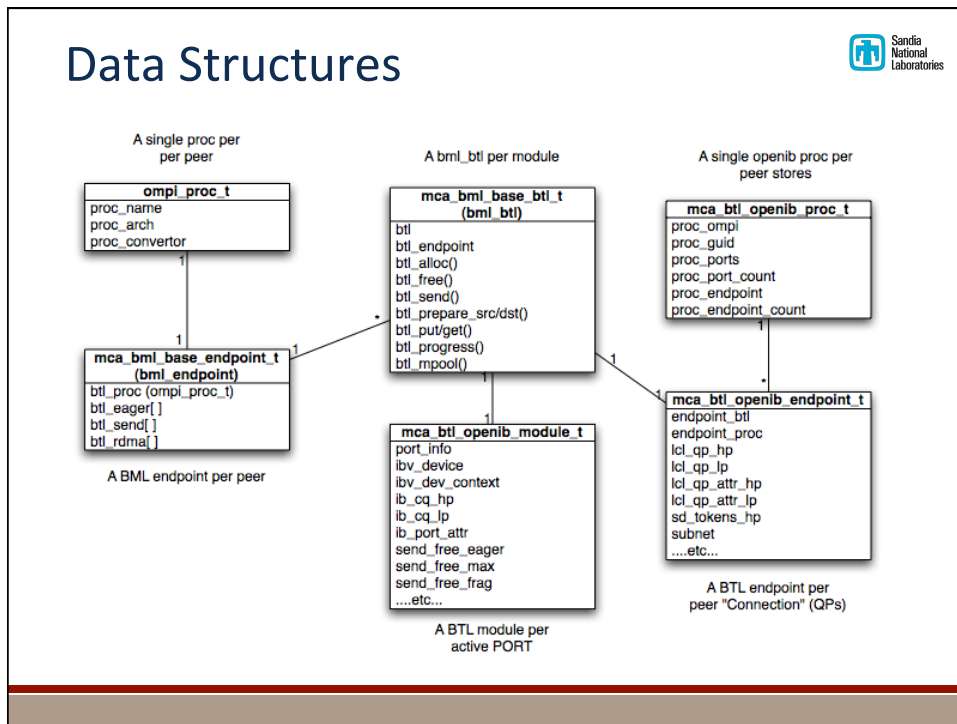 Data Structures
Sandia
National
Laboratories
A single proc per
per peer
ompi_proc_t
proc_name
proc_arch
proc_convertor
1
1
mca_bml_base_endpoint_t
(bml_endpoint)
btl_proc (ompi_proc_t)
btl_eager[ ]
btl_send[ ]
btl_rdma[ ]
A BML endpoint per peer
1
*
A bml_btl per module
mca_bml_base_btl_t
(bml_btl)
btl
btl_endpoint
btl_alloc()
btl_free()
btl_send()
btl_prepare_src/dst()
btl_put/get()
btl_progress()
btl_mpool()
1
1
mca_btl_openib_module_t
port_info
ibv_device
ibv_dev_context
ib_cq_hp
ib_cq_lp
ib_port_attr
send_free_eager
send_free_max
send_free_frag
....etc...
A BTL module per
active PORT
1
1
A single openib proc per
peer stores
mca_btl_openib_proc_t
proc_ompi
proc_guid
proc_ports
proc_port_count
proc_endpoint
proc_endpoint_count
1
*
mca_btl_openib_endpoint_t
endpoint_btl
endpoint_proc
lcl_qp_hp
lcl_qp_lp
lcl_qp_attr_hp
lcl_qp_attr_lp
sd_tokens_hp
subnet
....etc...
A BTL endpoint per
peer "Connection" (QPs)